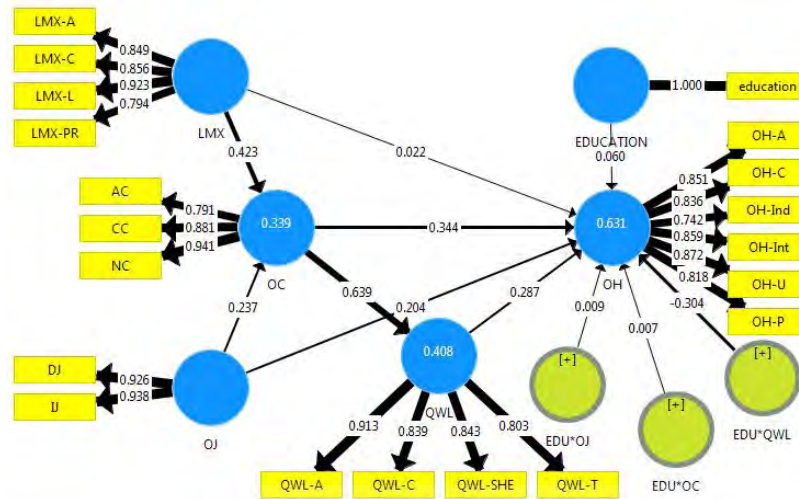 LMX-A
LMX-C
LMX-L
LMX-PR
0.849
0.856
0.923
0.794
LMX
1.000
education
EDUCATION
0.060
0.022
0.423
OH-A
OH-C
OH-Ind
OH-Int
OH-U
OH-P
0.851
0.836
0.742
0.859
0.872
0.818
AC
CC
NC
0.791
0.881
0.941
0.339
OC
0.344
0.631
OH
0.639
0.204
0.287
0.237
0.009
0.007
-0.304
DJ
IJ
0.926
0.938
OJ
0.408
QWL
[+]
EDU*OJ
[+]
EDU*OC
[+]
EDU*QWL
0.913
0.839
0.843
0.803
QWL-A
QWL-C
QWL-SHE
QWL-T